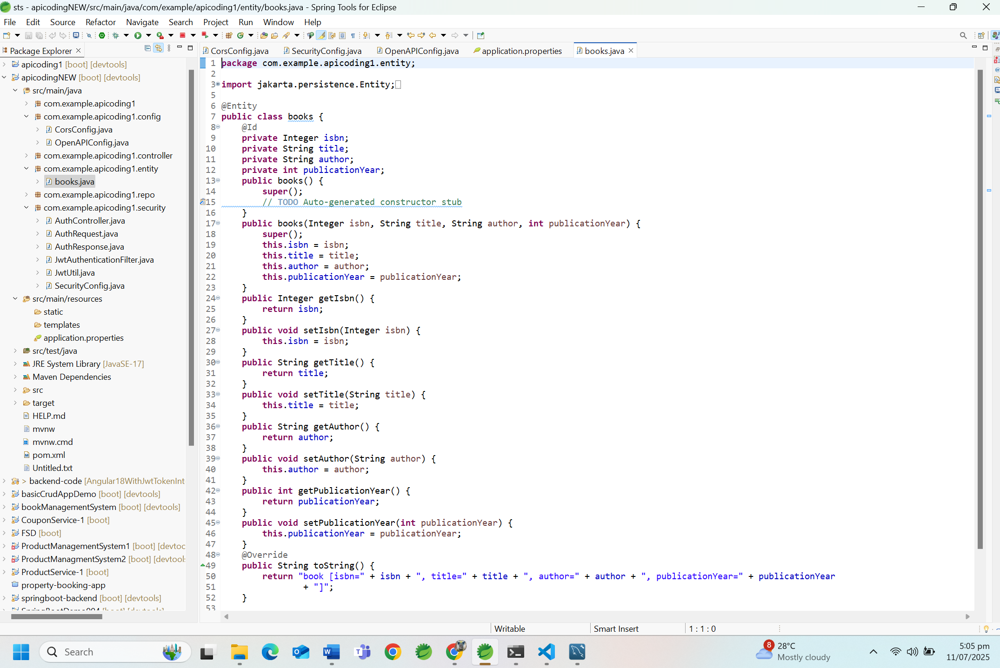 sts - apicodingNEW/src/main/java/com/example/apicoding1/entity/books.java - Spring Tools for Eclipse
File Edit Source Refactor Navigate Search Project Run Window Help
Package Explorer
apicoding1 [boot] [devtools]
apicodingNEW [boot] [devtools]
src/main/java
com.example.apicoding1
com.example.apicoding1.config
CorsConfig.java
OpenAPIConfig.java
com.example.apicoding1.controller
com.example.apicoding1.entity
books.java
com.example.apicoding1.repo
com.example.apicoding1.security
AuthController.java
AuthRequest.java
AuthResponse.java
JwtAuthenticationFilter.java
JwtUtil.java
SecurityConfig.java
src/main/resources
static
templates
application.properties
src/test/java
JRE System Library [JavaSE-17]
Maven Dependencies
src
target
HELP.md
mvnw
mvnw.cmd
pom.xml
Untitled.txt
> backend-code [Angular18WithJwtTokenInt
basicCrudAppDemo [boot] [devtools]
bookManagementSystem [boot] [devtools]
CouponService-1 [boot]
FSD [boot]
ProductManagementSystem1 [boot] [devtoo
ProductManagmentSystem2 [boot] [devtool
ProductService-1 [boot]
property-booking-app
springboot-backend [boot] [devtools]
CorsConfig.java SecurityConfig.java OpenAPIConfig.java application.properties books.java
1 package com.example.apicoding1.entity;
2
3 import jakarta.persistence.Entity;
5
6 @Entity
7 public class books {
8 @Id
9 private Integer isbn;
10 private String title;
11 private String author;
12 private int publicationYear;
13 public books() {
14 super();
15 // TODO Auto-generated constructor stub
16 }
17 public books(Integer isbn, String title, String author, int publicationYear) {
18 super();
19 this.isbn = isbn;
20 this.title = title;
21 this.author = author;
22 this.publicationYear = publicationYear;
23 }
24 public Integer getIsbn() {
25 return isbn;
26 }
27 public void setIsbn(Integer isbn) {
28 this.isbn = isbn;
29 }
30 public String getTitle() {
31 return title;
32 }
33 public void setTitle(String title) {
34 this.title = title;
35 }
36 public String getAuthor() {
37 return author;
38 }
39 public void setAuthor(String author) {
40 this.author = author;
41 }
42 public int getPublicationYear() {
43 return publicationYear;
44 }
45 public void setPublicationYear(int publicationYear) {
46 this.publicationYear = publicationYear;
47 }
48 @Override
49 public String toString() {
50 return "book [isbn=" + isbn + ", title=" + title + ", author=" + author + ", publicationYear=" + publicationYear
51 + "]";
52 }
53
Writable Smart Insert 1 : 1 : 0
Search
8
28°C
Mostly cloudy
5:05 pm
11/07/2025